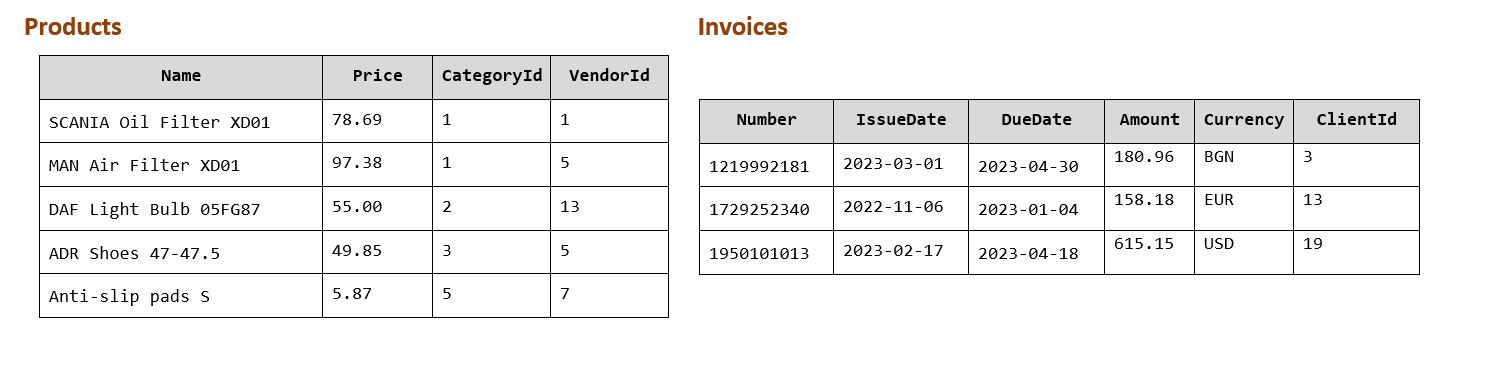 Products
Name Price CategoryId VendorId
SCANIA Oil Filter XD01 78.69 1 1
MAN Air Filter XD01 97.38 1 5
DAF Light Bulb 05FG87 55.00 2 13
ADR Shoes 47-47.5 49.85 3 5
Anti-slip pads S 5.87 5 7
Invoices
Number IssueDate DueDate Amount Currency ClientId
1219992181 2023-03-01 2023-04-30 180.96 BGN 3
1729252340 2022-11-06 2023-01-04 158.18 EUR 13
1950101013 2023-02-17 2023-04-18 615.15 USD 19